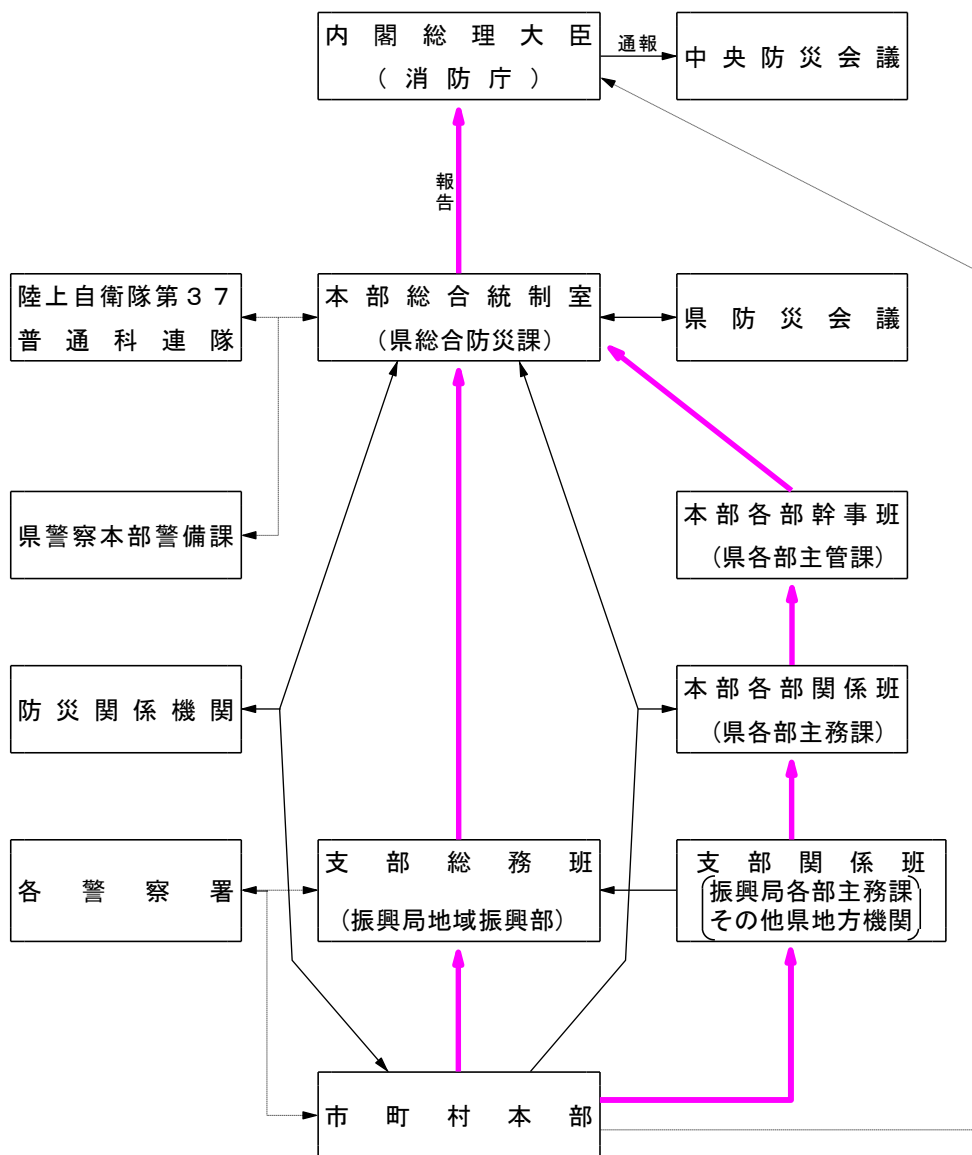 内閣総理大臣
（消防庁）
通報
中央防災会議
報告
陸上自衛隊第３７
普通科連隊
本部総合統制室
（県総合防災課）
県防災会議
県警察本部警備課
本部各部幹事班
（県各部主管課）
防災関係機関
本部各部関係班
（県各部主務課）
各警察署
支部総務班
（振興局地域振興部）
支部関係班
振興局各部主務課
その他県地方機関
市町村本部